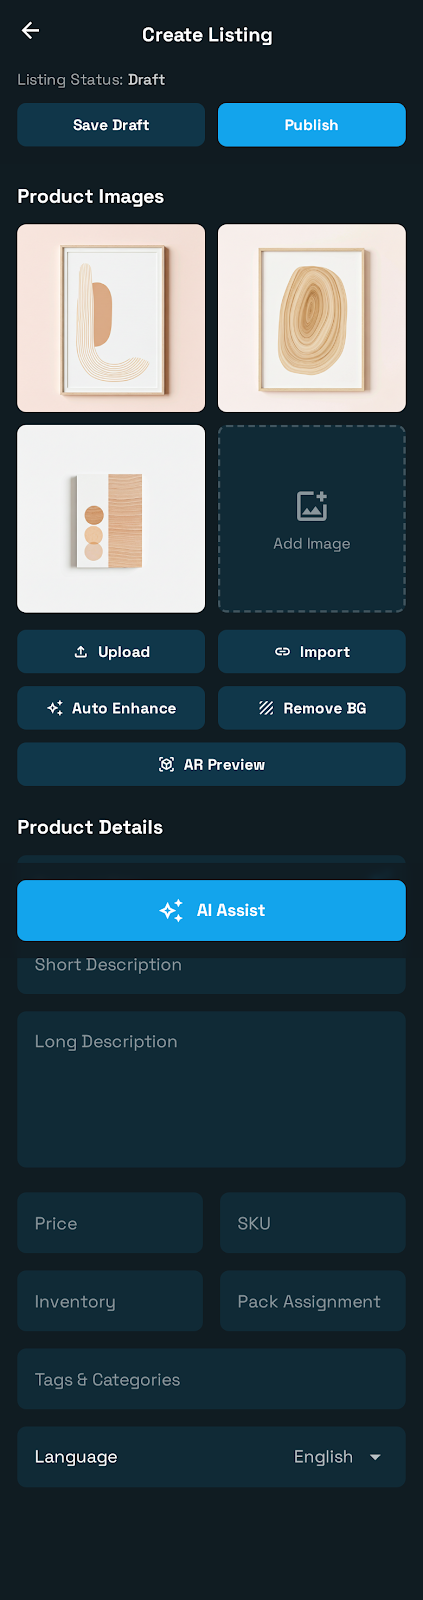 Create Listing
Listing Status: Draft
Save Draft
Publish
Product Images
Add Image
Upload
Import
Auto Enhance
Remove BG
AR Preview
Product Details
AI Assist
Short Description
Long Description
Price
SKU
Inventory
Pack Assignment
Tags & Categories
Language
English